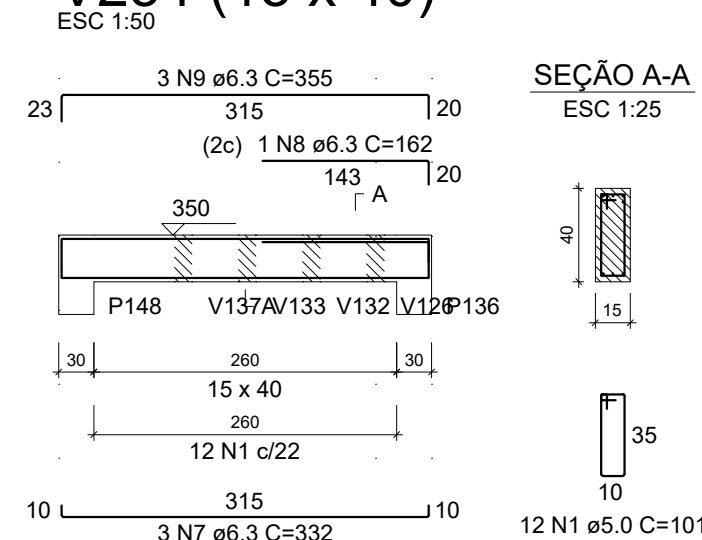 ESC 1:50
3 N9 ø6.3 C=355
23
315
20
(2c) 1 N8 ø6.3 C=162
143
20
A
350
P148
V137A
V133
V132
V126
P136
30
260
30
15 x 40
260
12 N1 c/22
10
315
10
3 N7 ø6.3 C=332
SEÇÃO A-A
ESC 1:25
40
15
35
10
12 N1 ø5.0 C=101